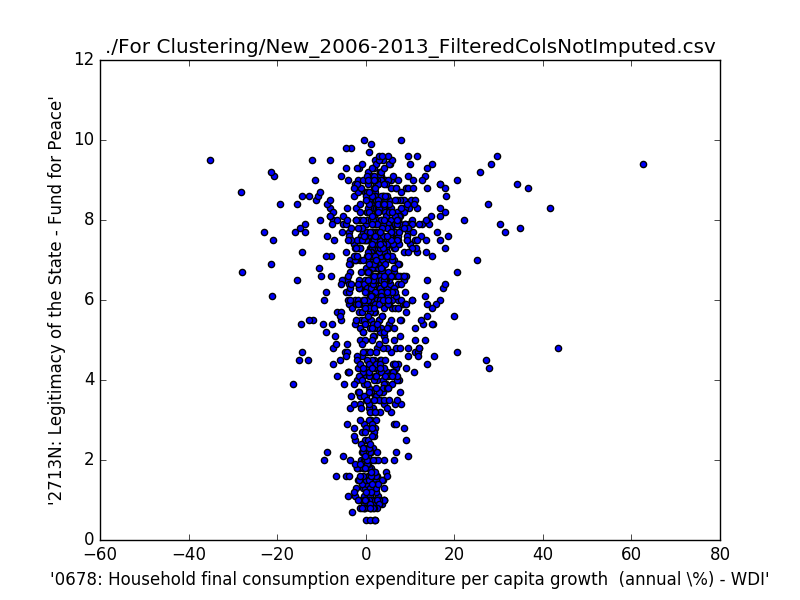 ./For Clustering/New_2006-2013_FilteredColsNotImputed.csv
'2713N: Legitimacy of the State - Fund for Peace'
12
10
8
6
4
2
0
−60 −40 −20 0 20 40 60 80
'0678: Household final consumption expenditure per capita growth  (annual \%) - WDI'